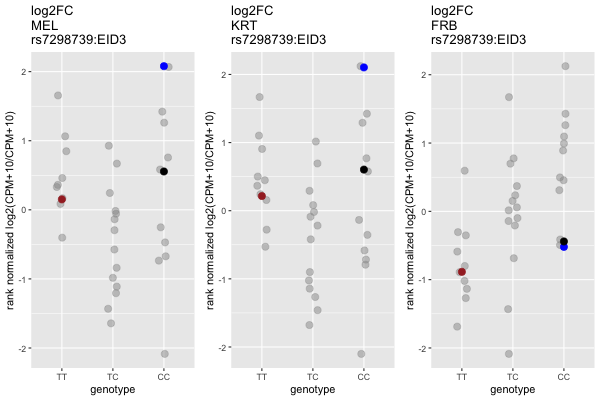 log2FC
MEL
rs7298739:EID3
rank normalized log2(CPM+10/CPM+10)
2
1
0
-1
-2
TT
TC
CC
genotype
log2FC
KRT
rs7298739:EID3
rank normalized log2(CPM+10/CPM+10)
2
1
0
-1
-2
TT
TC
CC
genotype
log2FC
FRB
rs7298739:EID3
rank normalized log2(CPM+10/CPM+10)
2
1
0
-1
-2
TT
TC
CC
genotype